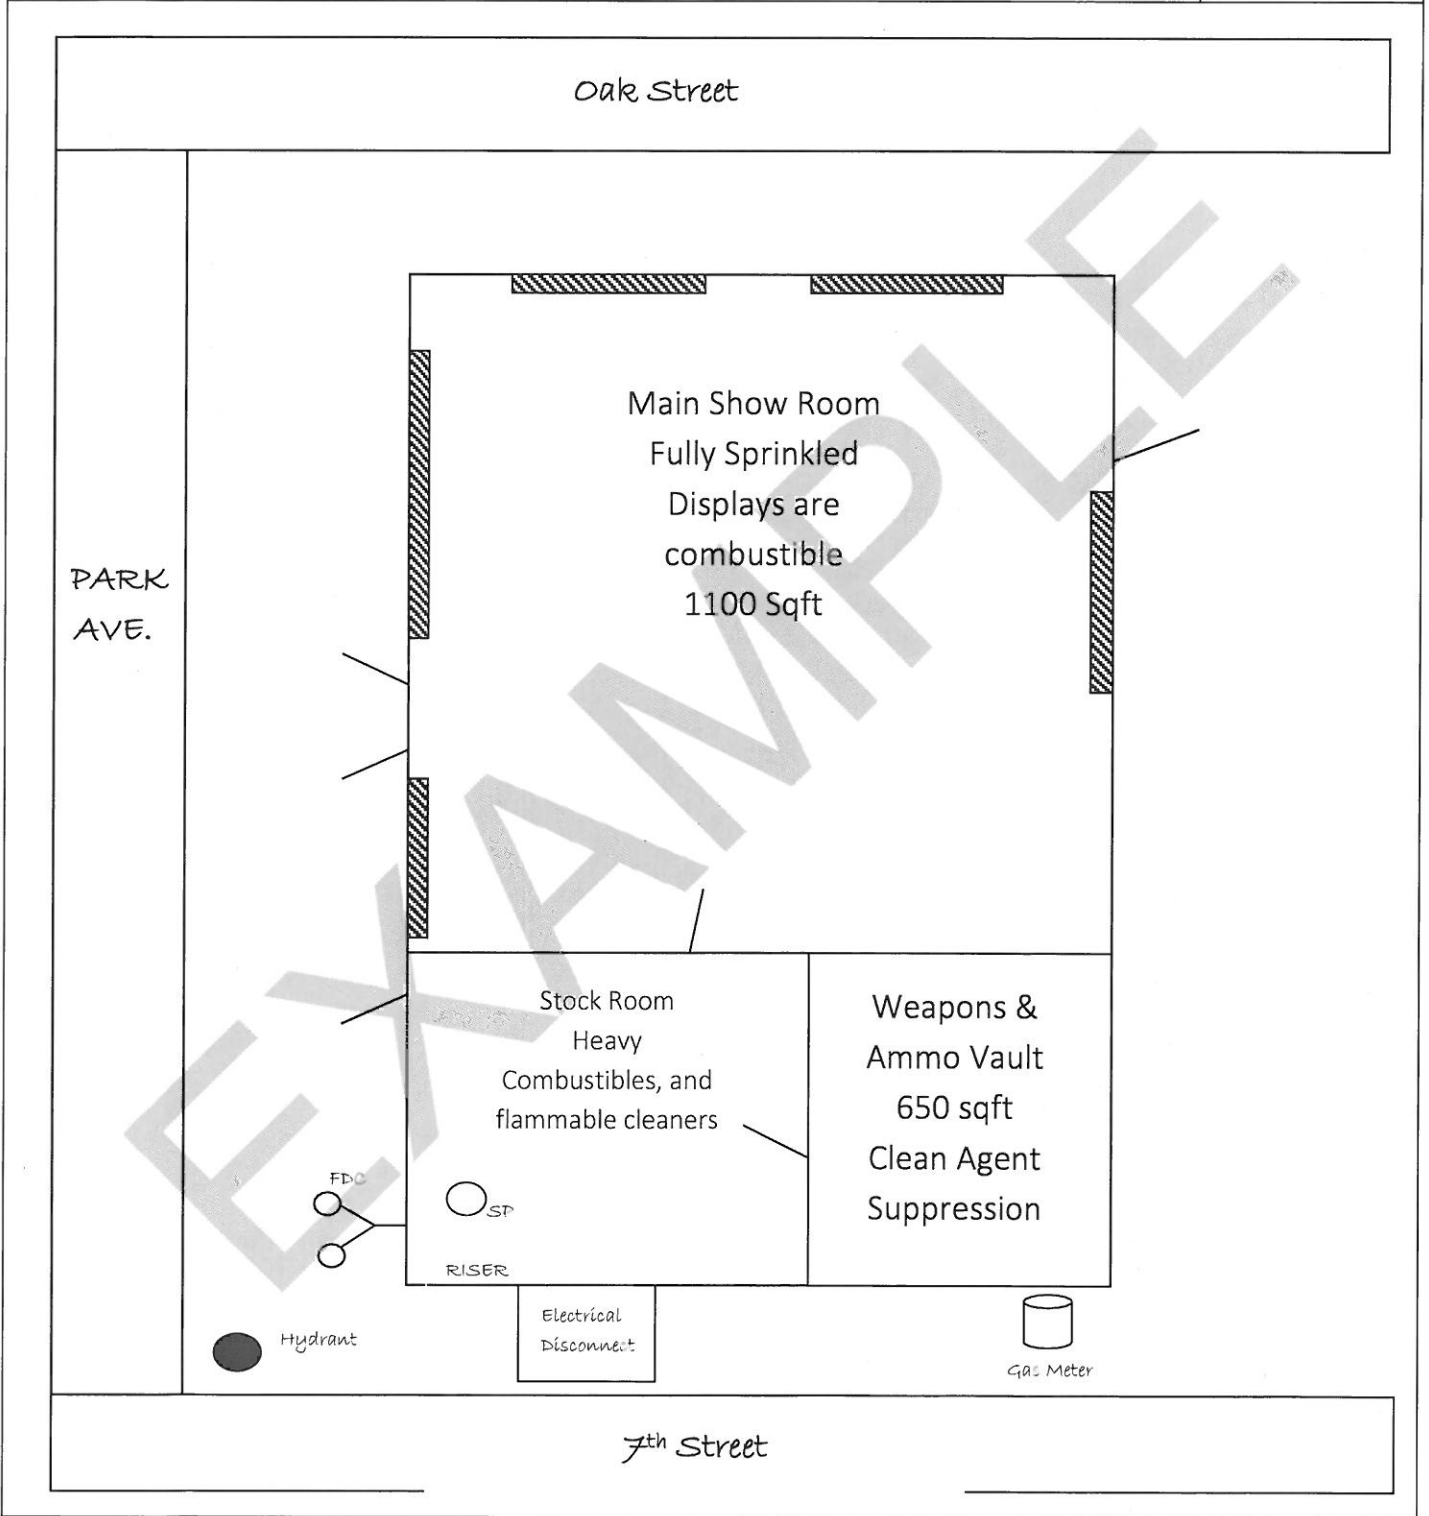 Oak Street
Main Show Room
Fully Sprinkled
Displays are
combustible
1100 Sqft
PARK
AVE.
Stock Room
Heavy
Combustibles, and
flammable cleaners
Weapons &
Ammo Vault
650 sqft
Clean Agent
Suppression
FDC
SP
RISER
Electrical
Disconnect
Hydrant
Gas Meter
7th Street
EXAMPLE